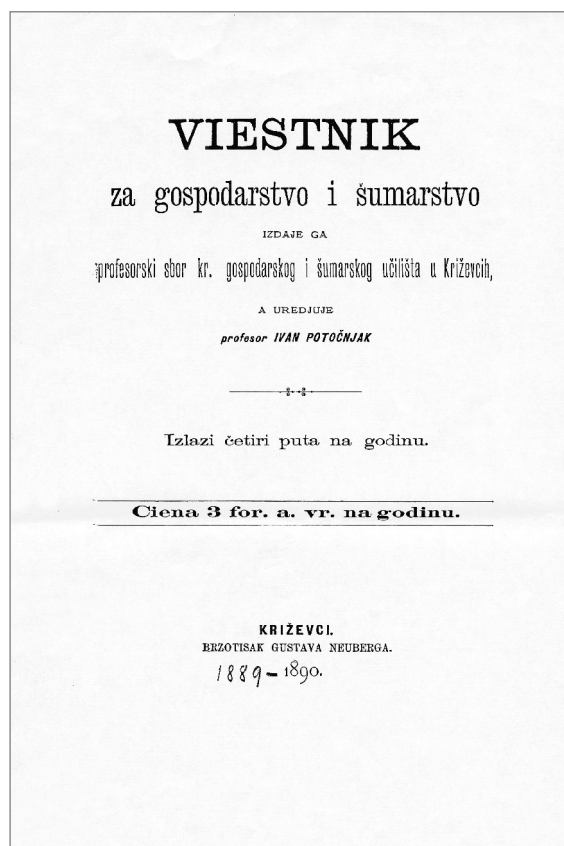 VIESTNIK
za gospodarstvo i šumarstvo
IZDAJE GA
profesorski sbor kr. gospodarskog i šumarskog učilišta u Križevcih,
A UREDJUJE
profesor IVAN POTOČNJAK
Izlazi četiri puta na godinu.
Ciena 3 for. a. vr. na godinu.
KRIŽEVCI.
BRZOTISAK GUSTAVA NEUBERGA.
1889-1890.